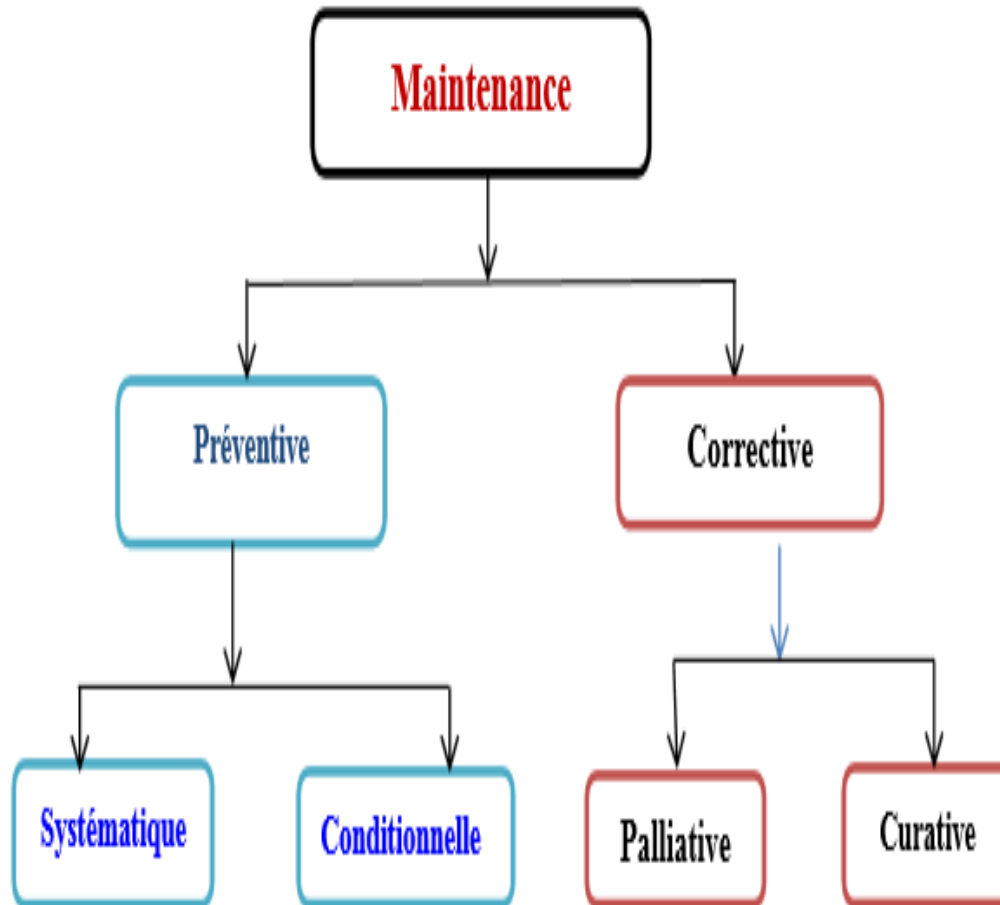 Maintenance
Préventive
Corrective
Systématique
Conditionnelle
Palliative
Curative